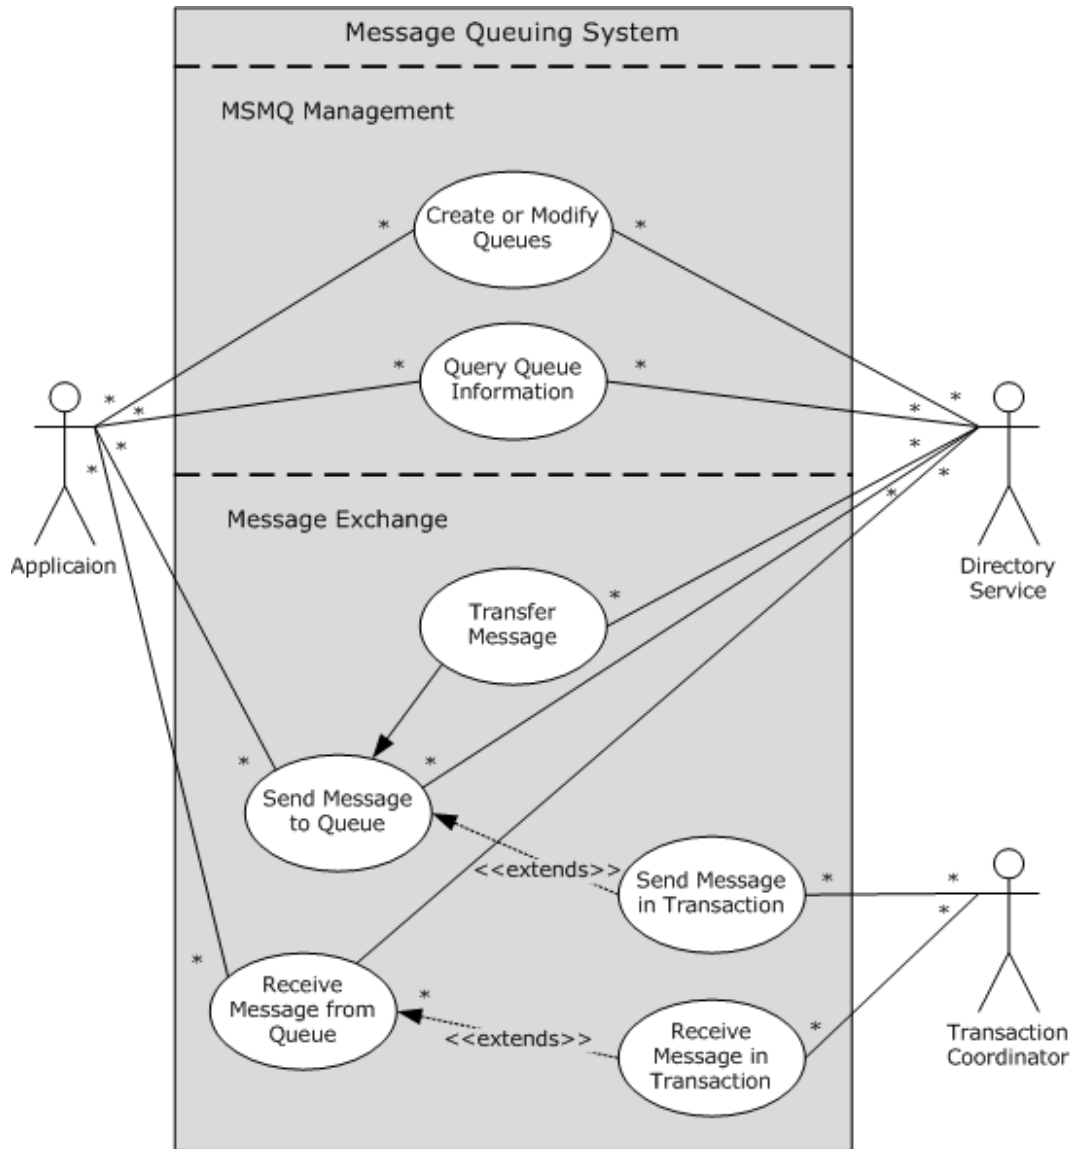 Message Queuing System
MSMQ Management
Create or Modify
Queues
*
*
Query Queue
Information
*
*
*
*
*
*
*
*
*
*
*
*
Applicaion
Directory
Service
Message Exchange
Transfer
Message
*
Send Message
to Queue
*
*
<<extends>>
Send Message
in Transaction
*
*
*
Receive
Message from
Queue
*
*
<<extends>>
Receive
Message in
Transaction
*
Transaction
Coordinator